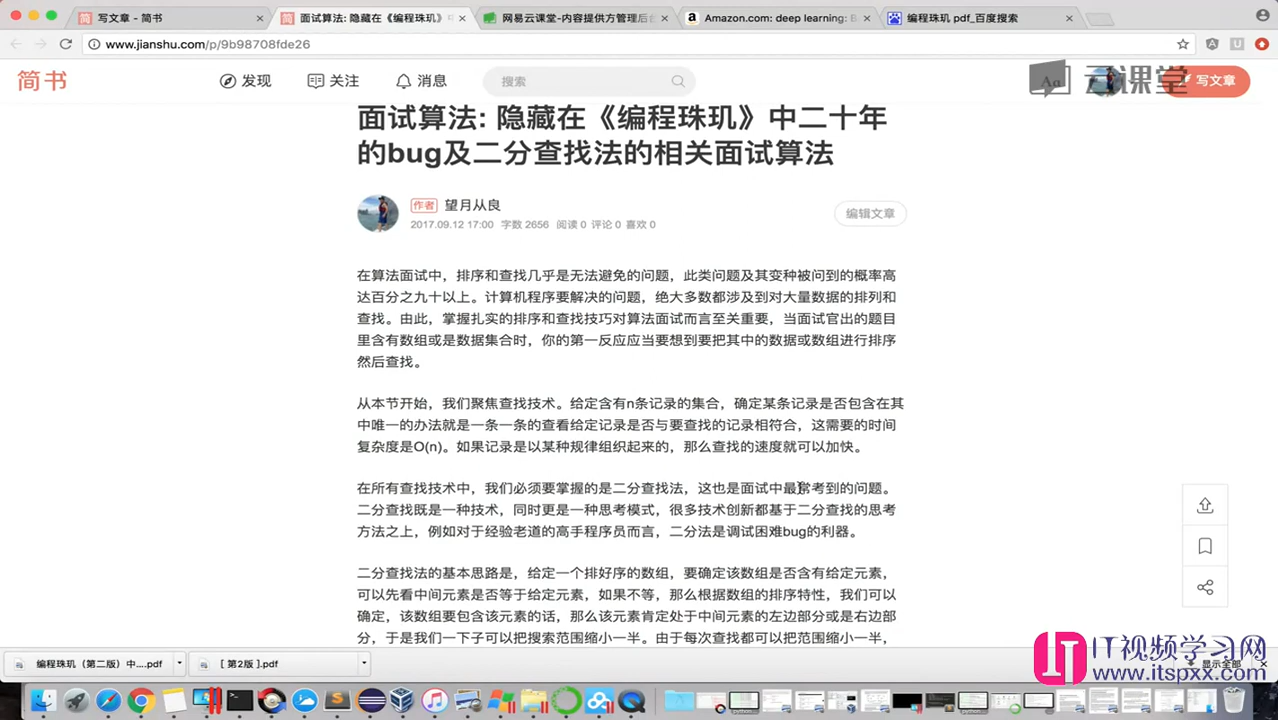 写文章 - 简书
面试算法: 隐藏在《编程珠玑》中
网易云课堂-内容提供方管理后台
Amazon.com: deep learning: B
编程珠玑 pdf_百度搜索
www.jianshu.com/p/9b98708fde26
简书
发现
关注
消息
搜索
Aa
云课堂
写文章
面试算法: 隐藏在《编程珠玑》中二十年
的bug及二分查找法的相关面试算法
作者 望月从良
2017.09.12 17:00 字数 2656 阅读 0 评论 0 喜欢 0
编辑文章
在算法面试中，排序和查找几乎是无法避免的问题，此类问题及其变种被问到的概率高
达百分之九十以上。计算机程序要解决的问题，绝大多数都涉及到对大量数据的排列和
查找。由此，掌握扎实的排序和查找技巧对算法面试而言至关重要，当面试官出的题目
里含有数组或是数据集合时，你的第一反应应当要想到要把其中的数据或数组进行排序
然后查找。
从本节开始，我们聚焦查找技术。给定含有n条记录的集合，确定某条记录是否包含在其
中唯一的办法就是一条一条的查看给定记录是否与要查找的记录相符合，这需要的时间
复杂度是O(n)。如果记录是以某种规律组织起来的，那么查找的速度就可以加快。
在所有查找技术中，我们必须要掌握的是二分查找法，这也是面试中最常考到的问题。
二分查找既是一种技术，同时更是一种思考模式，很多技术创新都基于二分查找的思考
方法之上，例如对于经验老道的高手程序员而言，二分法是调试困难bug的利器。
二分查找法的基本思路是，给定一个排好序的数组，要确定该数组是否含有给定元素，
可以先看中间元素是否等于给定元素，如果不等，那么根据数组的排序特性，我们可以
确定，该数组要包含该元素的话，那么该元素肯定处于中间元素的左边部分或是右边部
分，于是我们一下子可以把搜索范围缩小一半。由于每次查找都可以把范围缩小一半，
编程珠玑（第二版）中....pdf
[ 第2版 ].pdf
显示全部
IT
IT视频学习网
www.itspxx.com